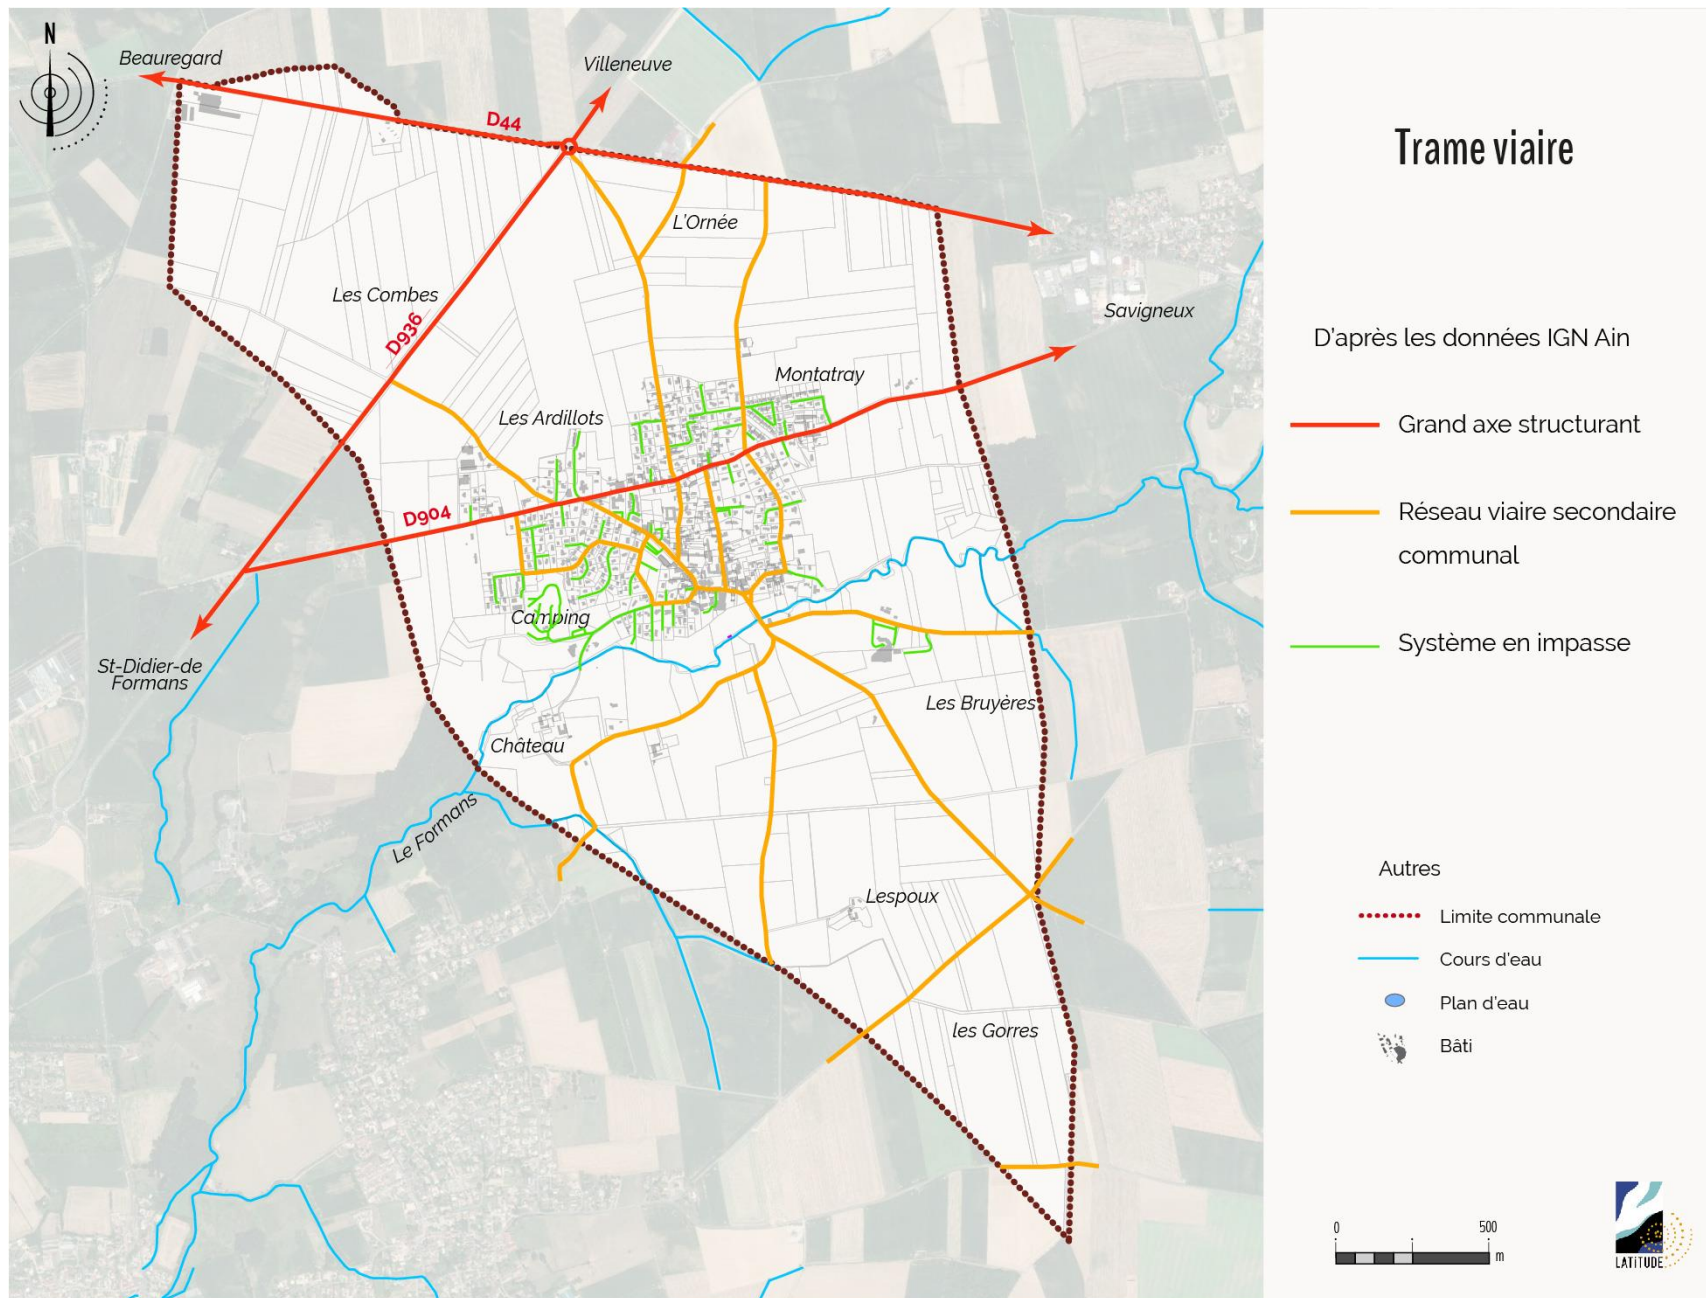 N
Beauregard
Villeneuve
D44
L'Ornée
Les Combes
D936
Savigneux
Montatray
Les Ardillots
D904
Camping
St-Didier-de
Formans
Les Bruyères
Château
Le Formans
Lespoux
les Gorres
Trame viaire
D'après les données IGN Ain
Grand axe structurant
Réseau viaire secondaire
communal
Système en impasse
Autres
Limite communale
Cours d'eau
Plan d'eau
Bâti
0 500
m
LATITUDE